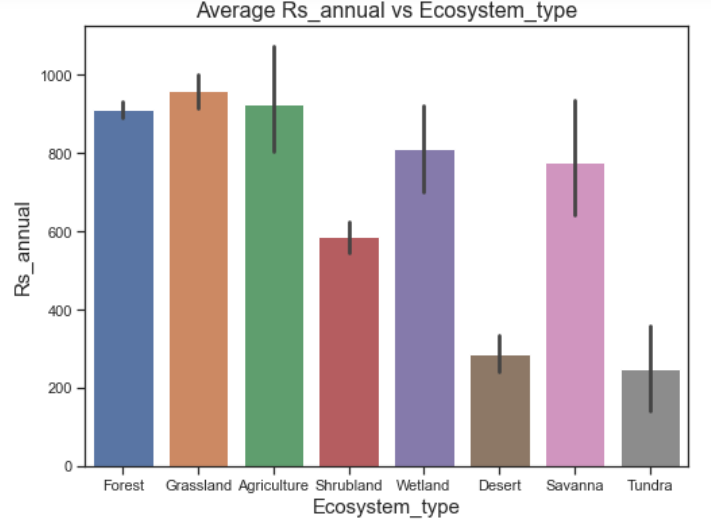 Average Rs_annual vs Ecosystem_type
1000
800
600
400
200
0
Rs_annual
Forest Grassland Agriculture Shrubland Wetland Desert Savanna Tundra
Ecosystem_type